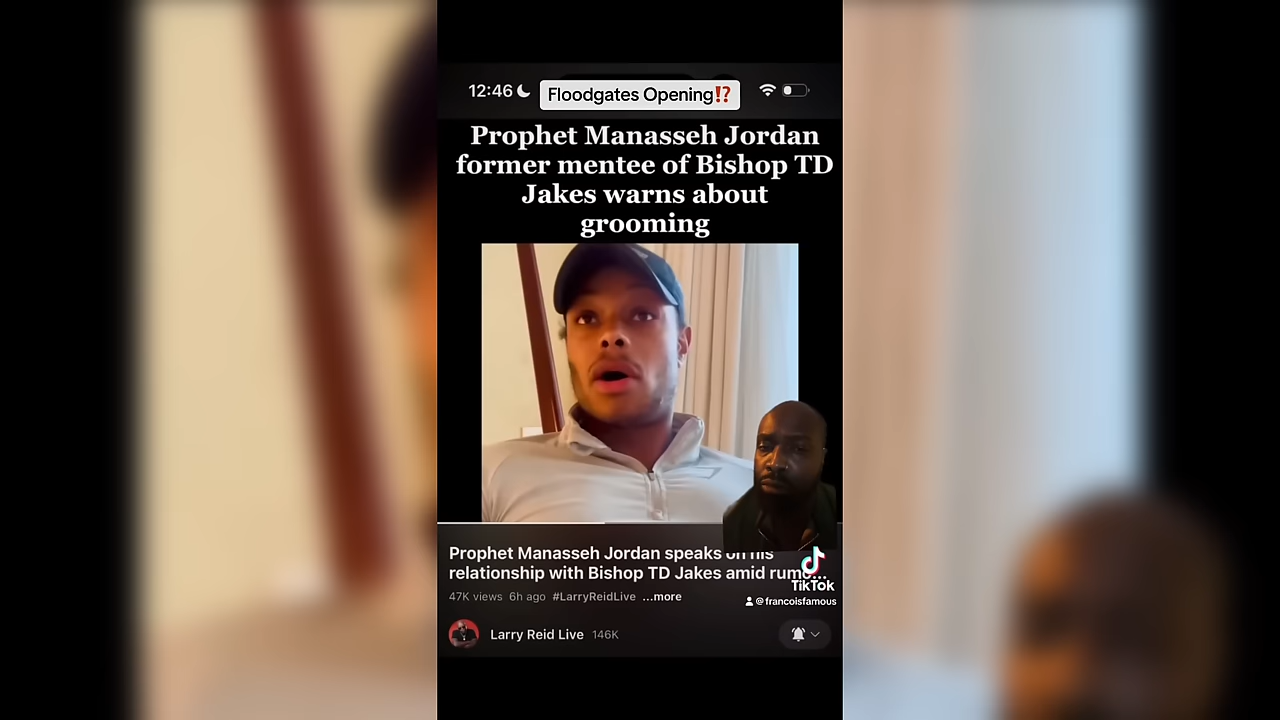 12:46
Floodgates Opening⁉️
Prophet Manasseh Jordan
former mentee of Bishop TD
Jakes warns about
grooming
Prophet Manasseh Jordan speaks on his
relationship with Bishop TD Jakes amid rumo...
47K views 6h ago #LarryReidLive ...more
TikTok
@francoisfamous
Larry Reid Live 146K